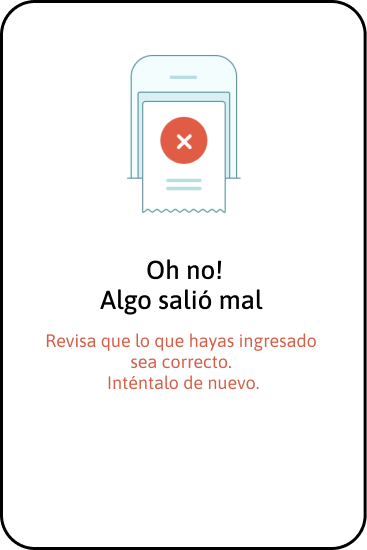 Oh no!
Algo salió mal
Revisa que lo que hayas ingresado
sea correcto.
Inténtalo de nuevo.